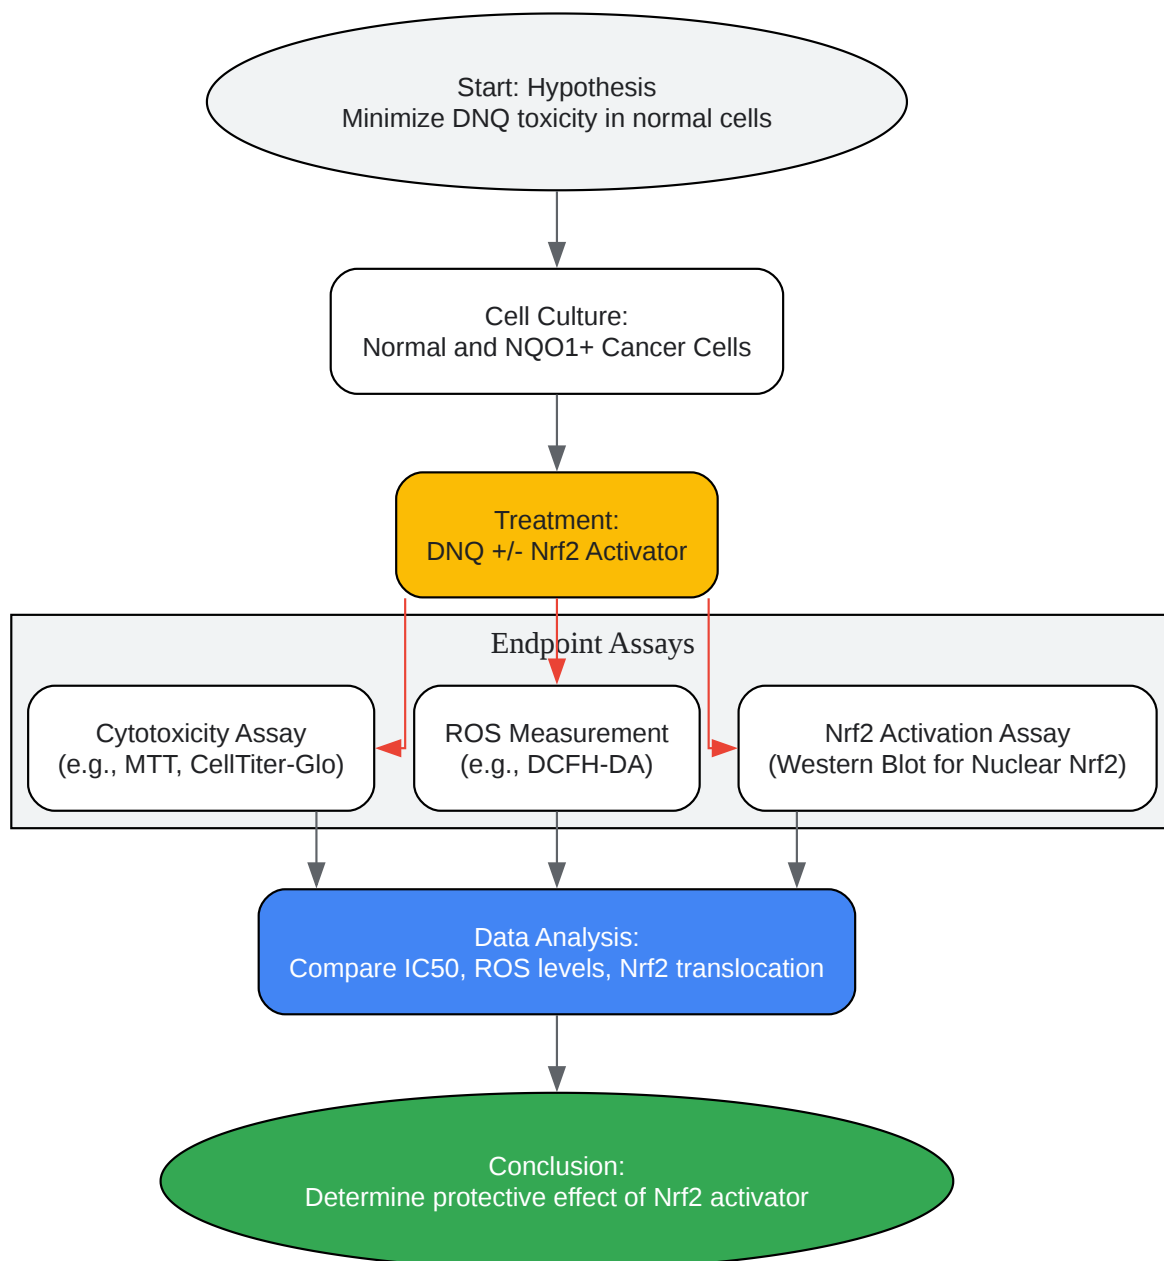 Start: Hypothesis
Minimize DNQ toxicity in normal cells
Cell Culture:
Normal and NQO1+ Cancer Cells
Treatment:
DNQ +/- Nrf2 Activator
Endpoint Assays
Cytotoxicity Assay
(e.g., MTT, CellTiter-Glo)
ROS Measurement
(e.g., DCFH-DA)
Nrf2 Activation Assay
(Western Blot for Nuclear Nrf2)
Data Analysis:
Compare IC50, ROS levels, Nrf2 translocation
Conclusion:
Determine protective effect of Nrf2 activator